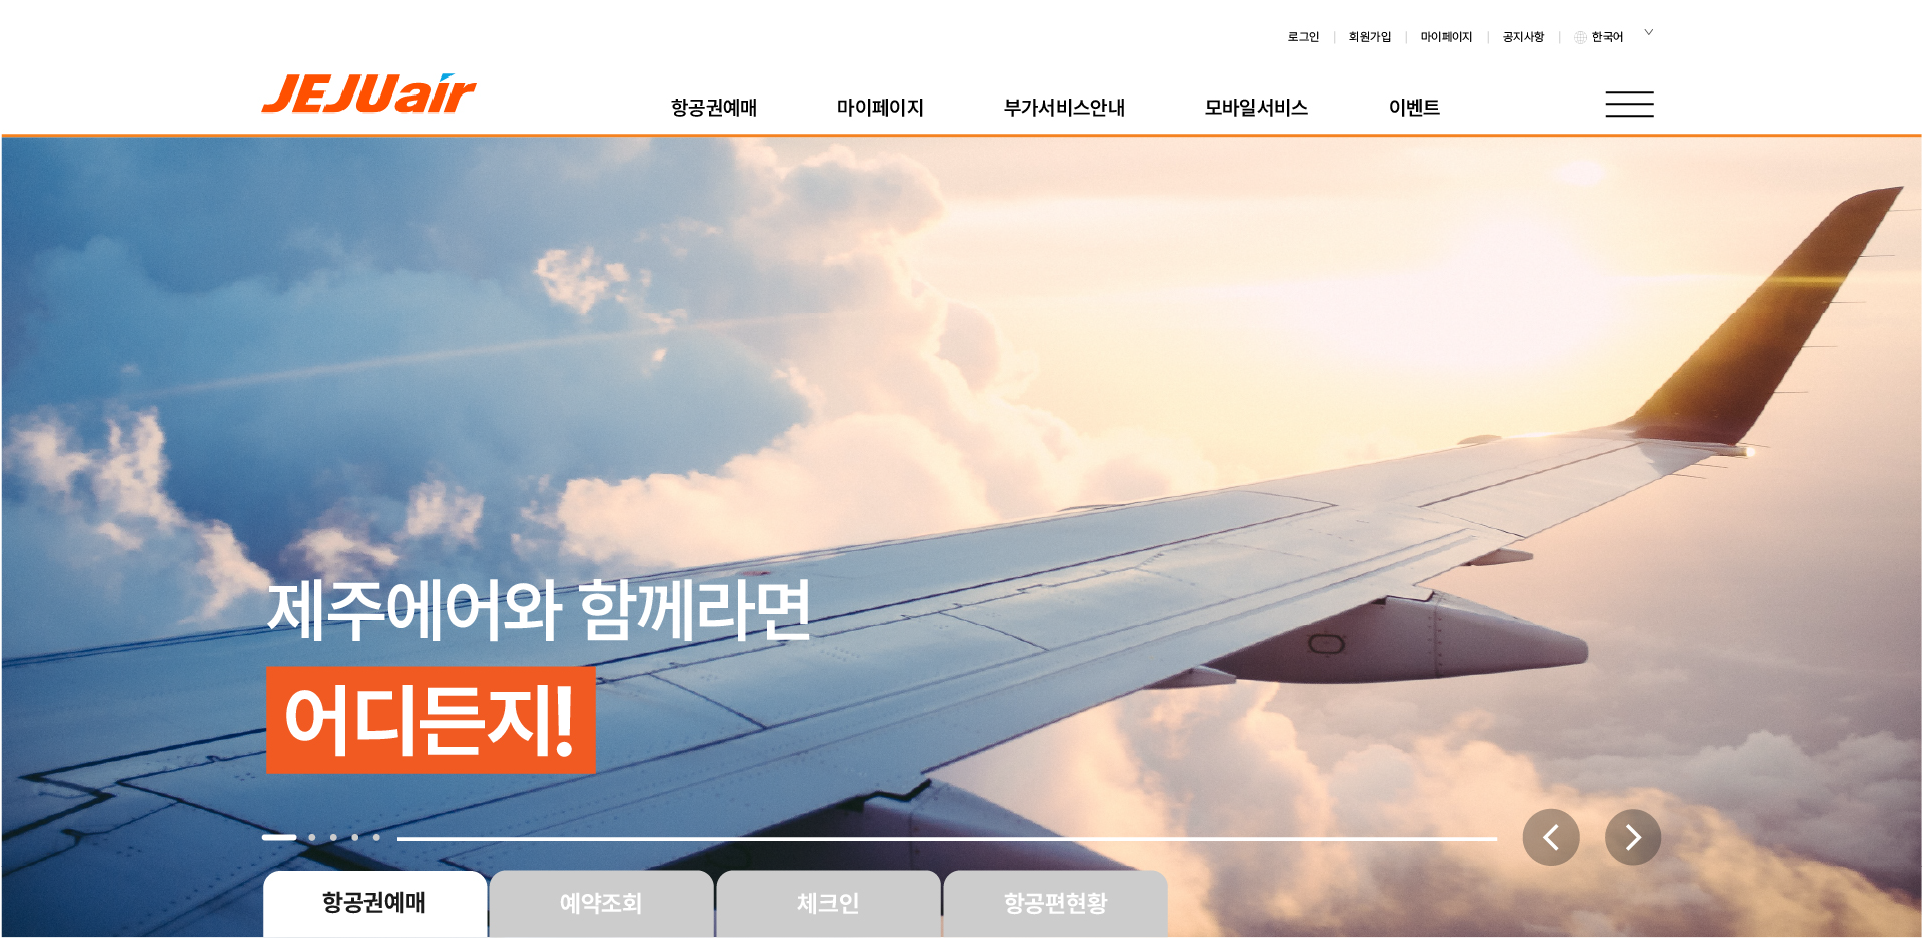 로그인 | 회원가입 | 마이페이지 | 공지사항 | 한국어
JEJUair
항공권예매 마이페이지 부가서비스안내 모바일서비스 이벤트
제주에어와 함께라면
어디든지!
항공권예매 예약조회 체크인 항공편현황